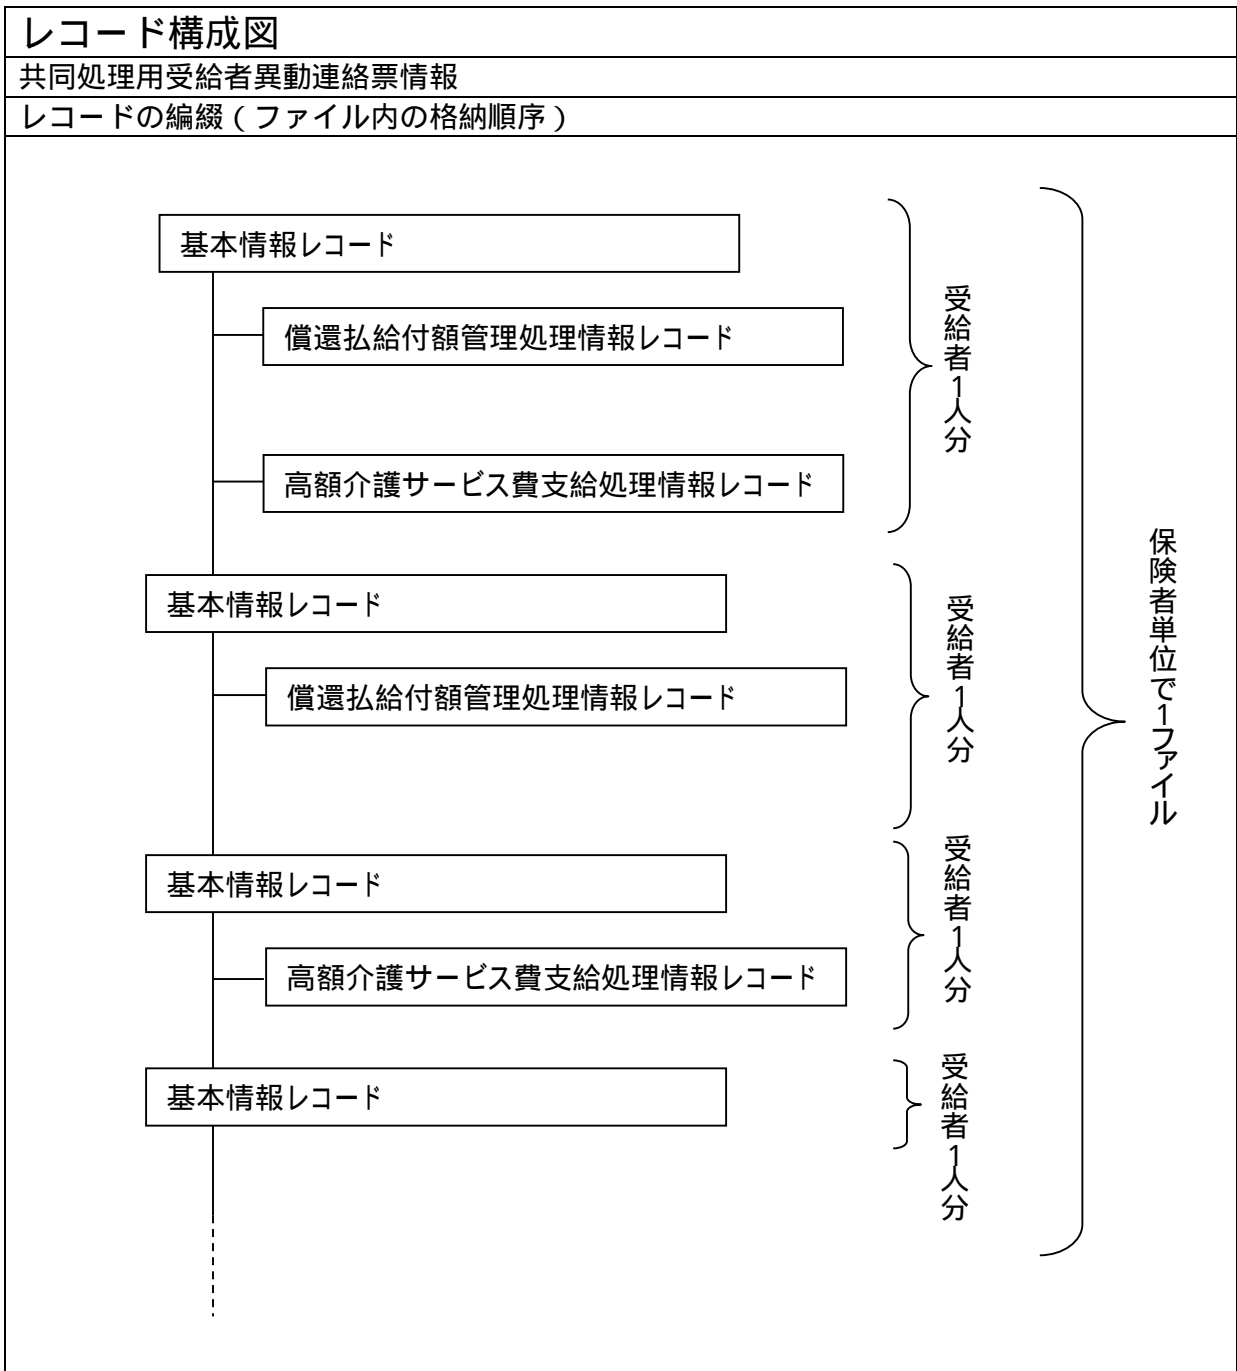 レコード構成図
共同処理用受給者異動連絡票情報
レコードの編綴（ファイル内の格納順序）
基本情報レコード
償還払給付額管理処理情報レコード
高額介護サービス費支給処理情報レコード
受給者1人分
基本情報レコード
償還払給付額管理処理情報レコード
受給者1人分
基本情報レコード
高額介護サービス費支給処理情報レコード
受給者1人分
基本情報レコード
受給者1人分
保険者単位で1ファイル